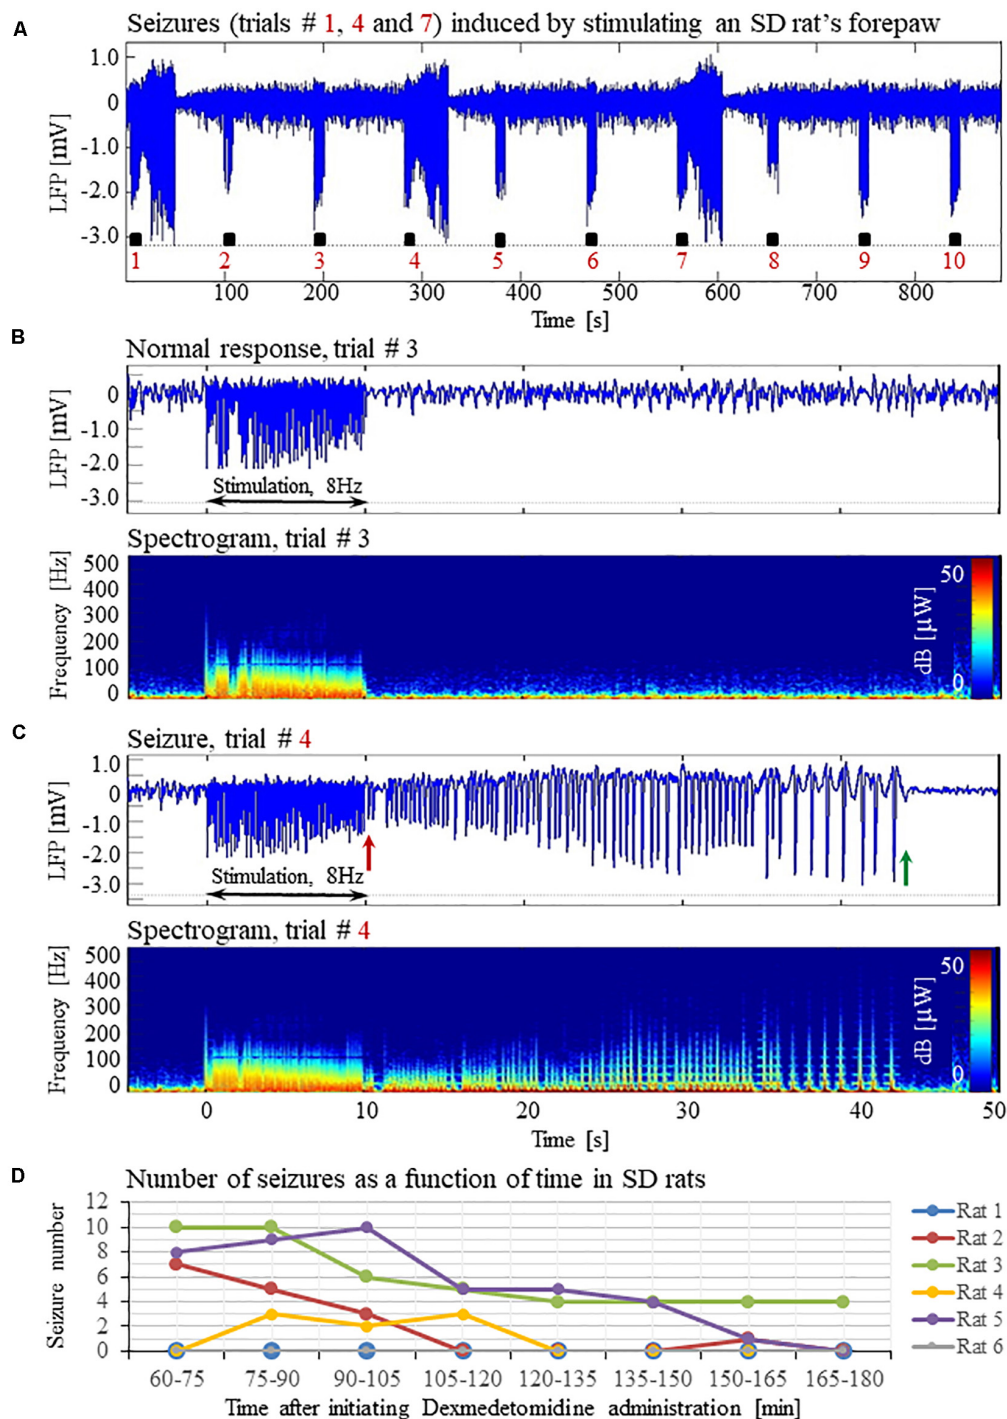 A
Seizures (trials # 1, 4 and 7) induced by stimulating an SD rat's forepaw
LFP [mV]
1.0
0
-1.0
-2.0
-3.0
1 2 3 4 5 6 7 8 9 10
100 200 300 400 500 600 700 800
Time [s]
B
Normal response, trial # 3
LFP [mV]
0
-1.0
-2.0
-3.0
Stimulation, 8Hz
Spectrogram, trial # 3
Frequency [Hz]
500
400
300
200
100
0
dB [µW]
50
0
C
Seizure, trial # 4
LFP [mV]
1.0
0
-1.0
-2.0
-3.0
Stimulation, 8Hz
Spectrogram, trial # 4
Frequency [Hz]
500
400
300
200
100
0
dB [µW]
50
0
0 10 20 30 40 50
Time [s]
D
Number of seizures as a function of time in SD rats
Seizure number
12
10
8
6
4
2
0
60-75 75-90 90-105 105-120 120-135 135-150 150-165 165-180
Time after initiating Dexmedetomidine administration [min]
Rat 1
Rat 2
Rat 3
Rat 4
Rat 5
Rat 6